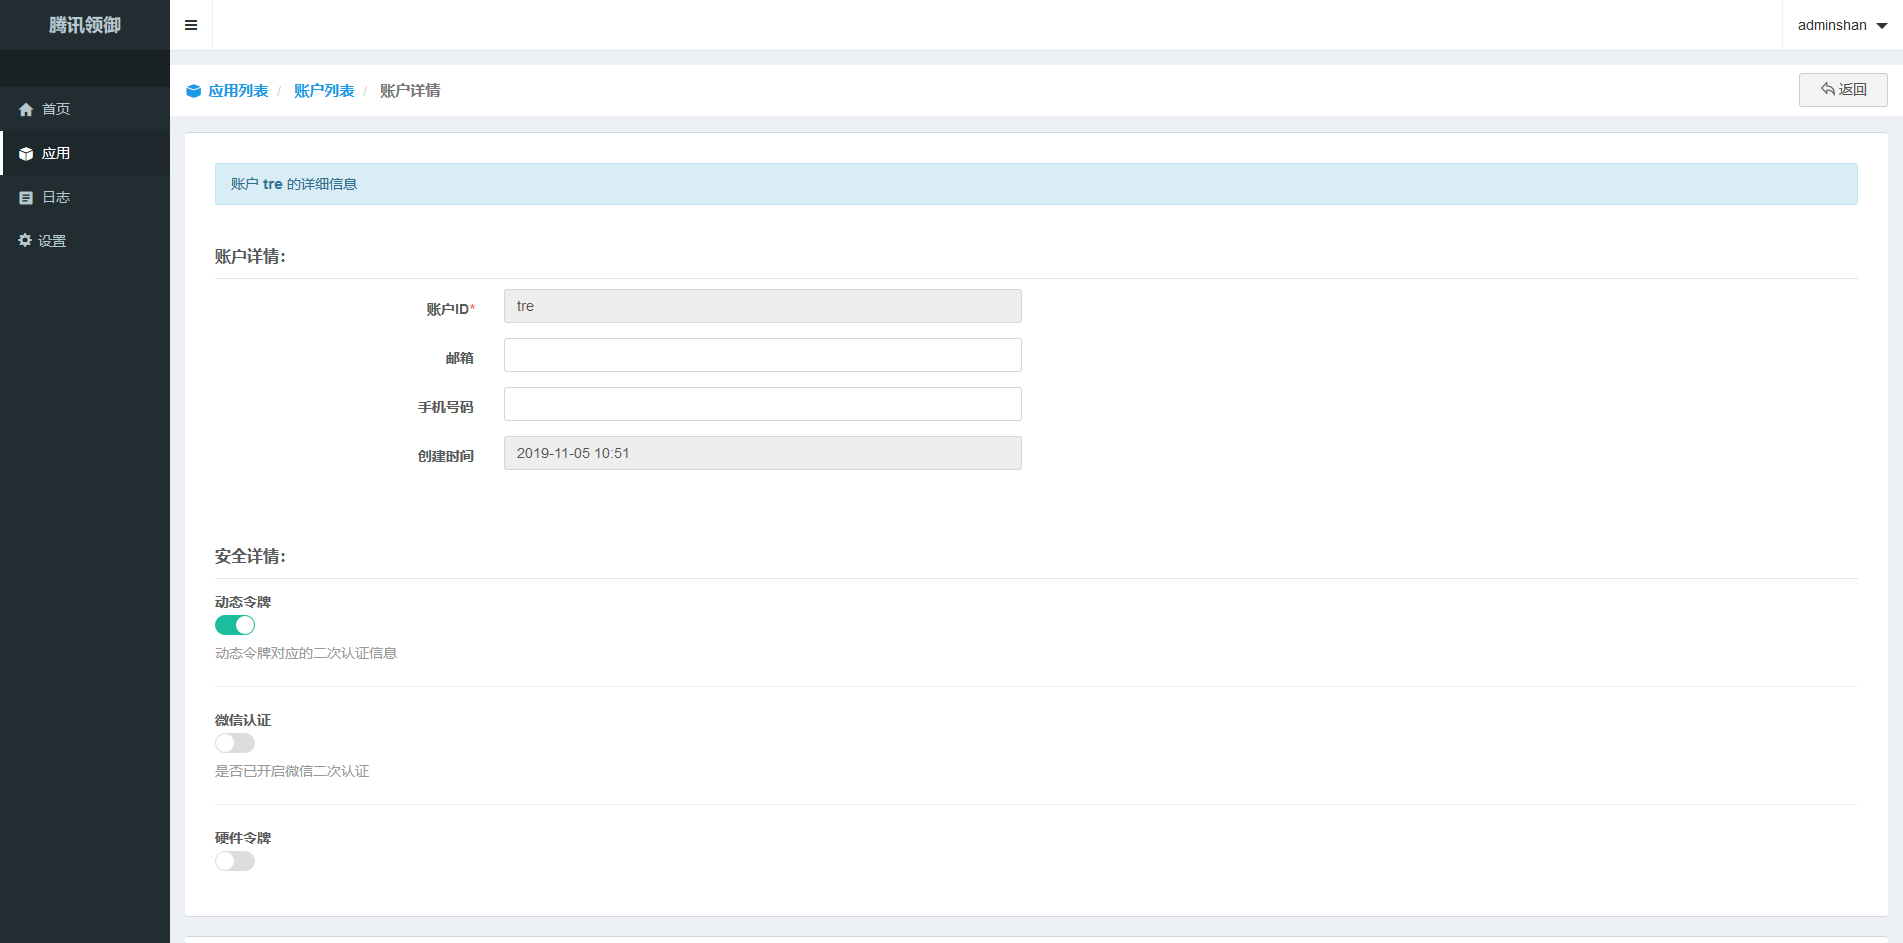 腾讯领御
adminshan
首页
应用
日志
设置
应用列表 / 账户列表 / 账户详情
返回
账户 tre 的详细信息
账户详情:
账户ID*
tre
邮箱
手机号码
创建时间
2019-11-05 10:51
安全详情:
动态令牌
动态令牌对应的二次认证信息
微信认证
是否已开启微信二次认证
硬件令牌